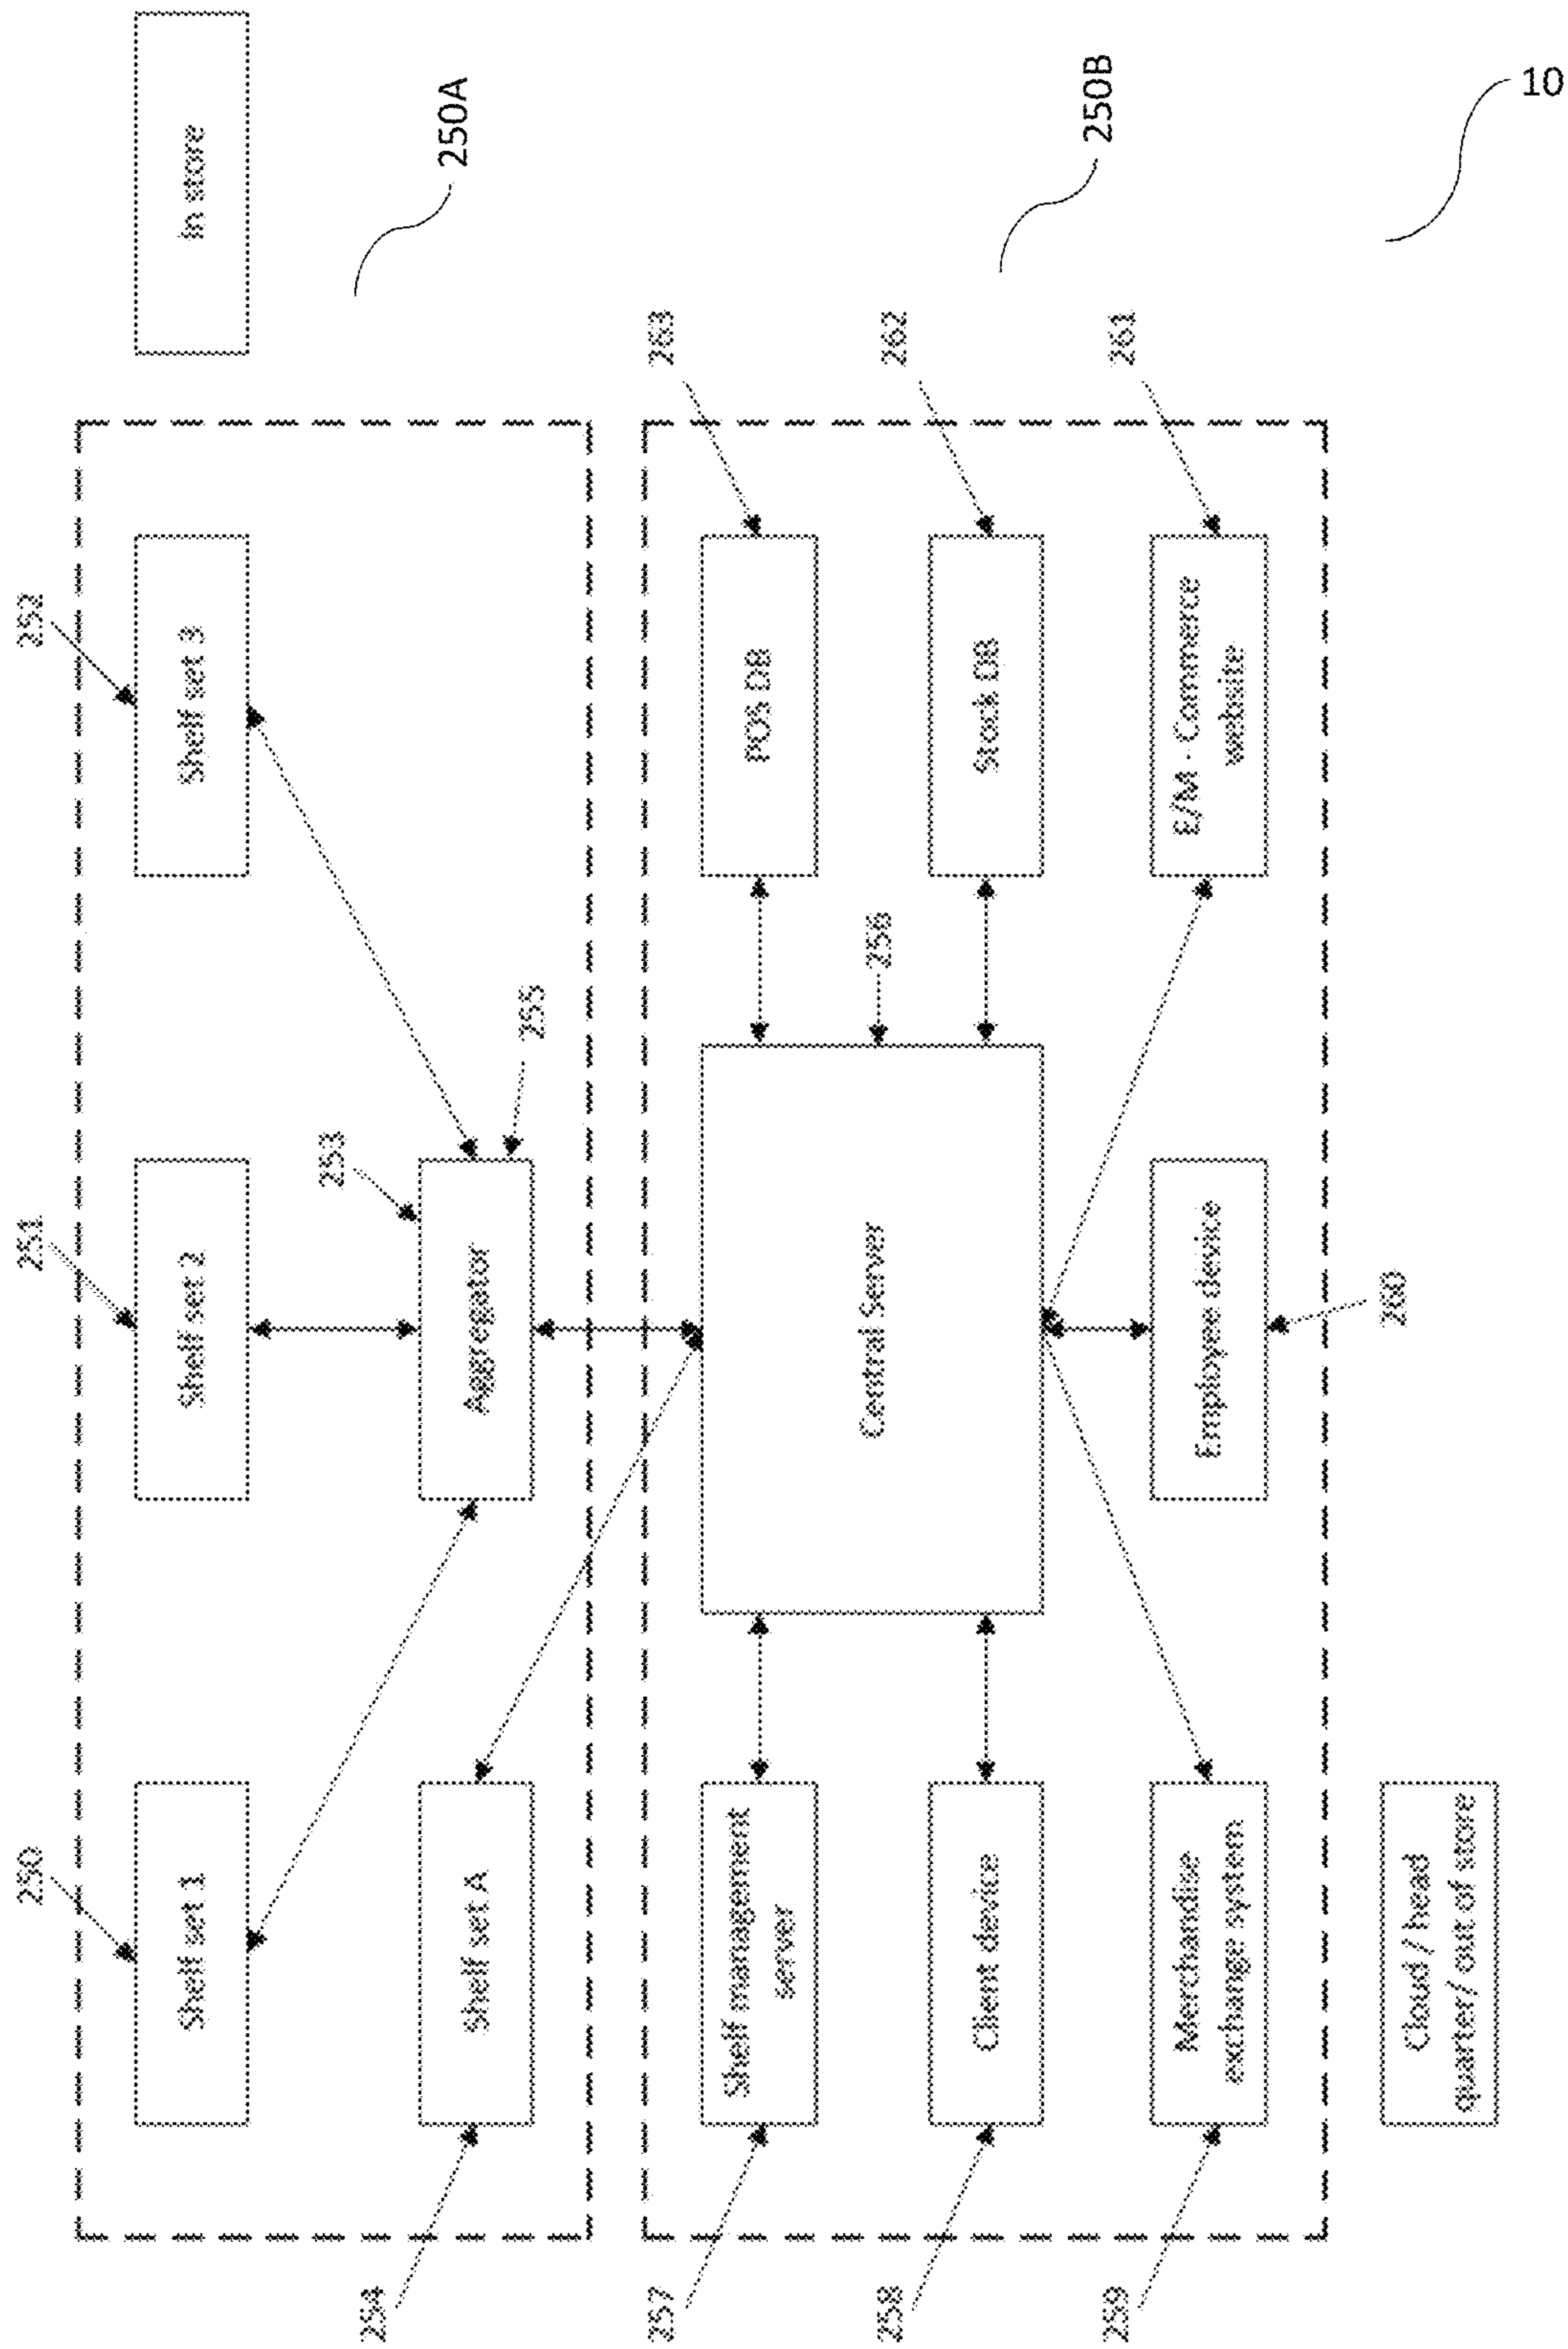 250
251
252
In store
Shelf set 1
Shelf set 2
Shelf set 3
253
250A
254
255
Shelf set A
Aggregator
263
257
Shelf management
server
POS DB
256
Central Server
262
258
Client device
Stock DB
250B
261
259
Merchandise
exchange system
Employee device
E/M - Commerce
website
260
Cloud / head
quarter/ out of store
10